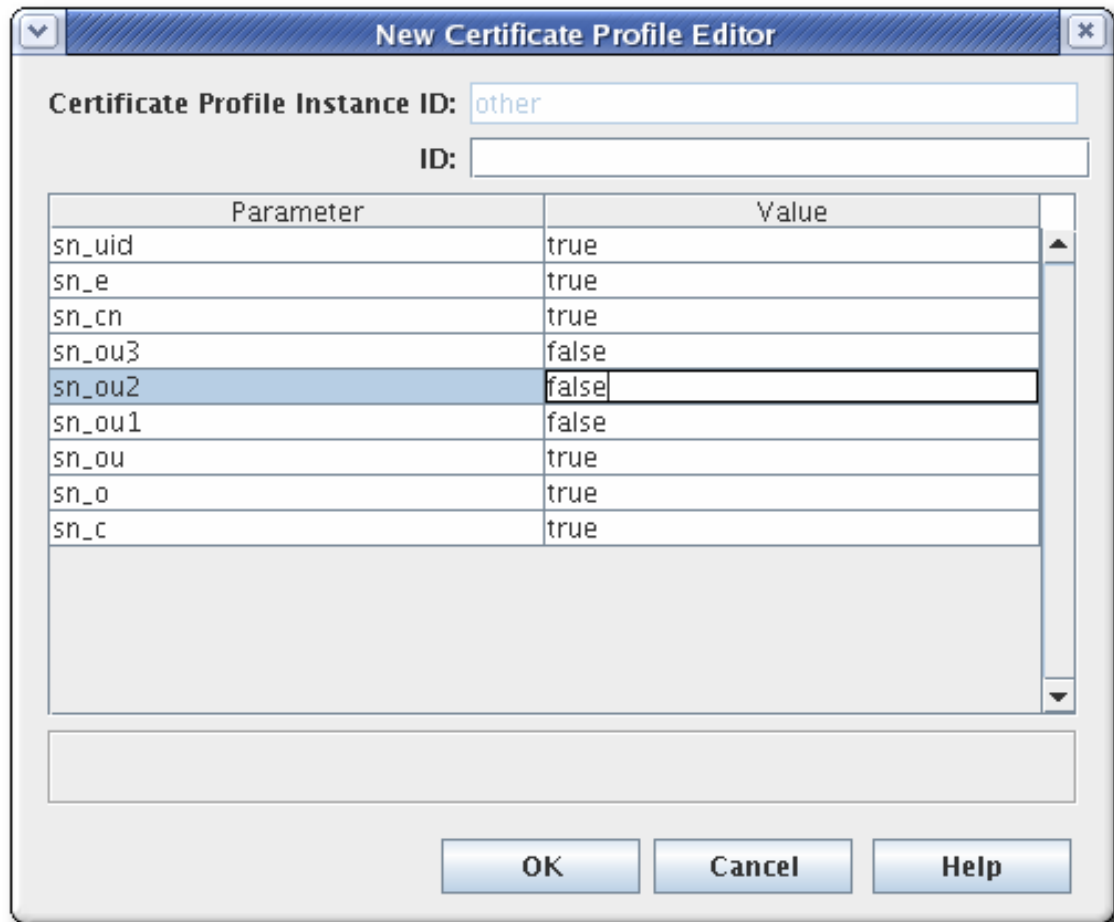 New Certificate Profile Editor
Certificate Profile Instance ID: other
ID:
Parameter Value
sn_uid true
sn_e true
sn_cn true
sn_ou3 false
sn_ou2 false
sn_ou1 false
sn_ou true
sn_o true
sn_c true
OK Cancel Help